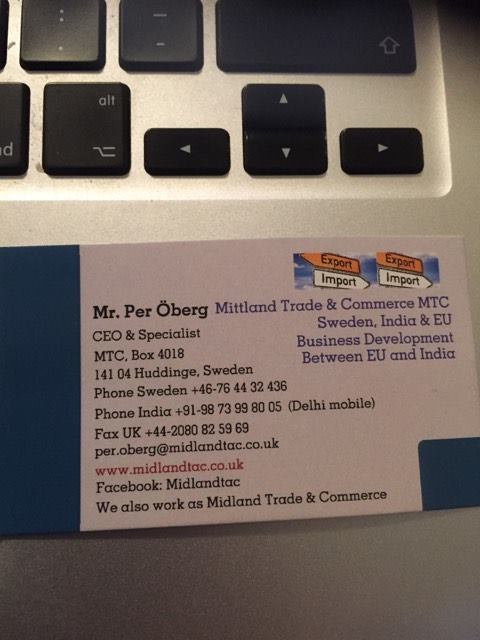 alt
d
Export
Export
Import
Import
Mr. Per Öberg
Mittland Trade & Commerce MTC
Sweden, India & EU
Business Development
Between EU and India
CEO & Specialist
MTC, Box 4018
141 04 Huddinge, Sweden
Phone Sweden +46-76 44 32 436
Phone India +91-98 73 99 80 05 (Delhi mobile)
Fax UK +44-2080 82 59 69
per.oberg@midlandtac.co.uk
www.midlandtac.co.uk
Facebook: Midlandtac
We also work as Midland Trade & Commerce